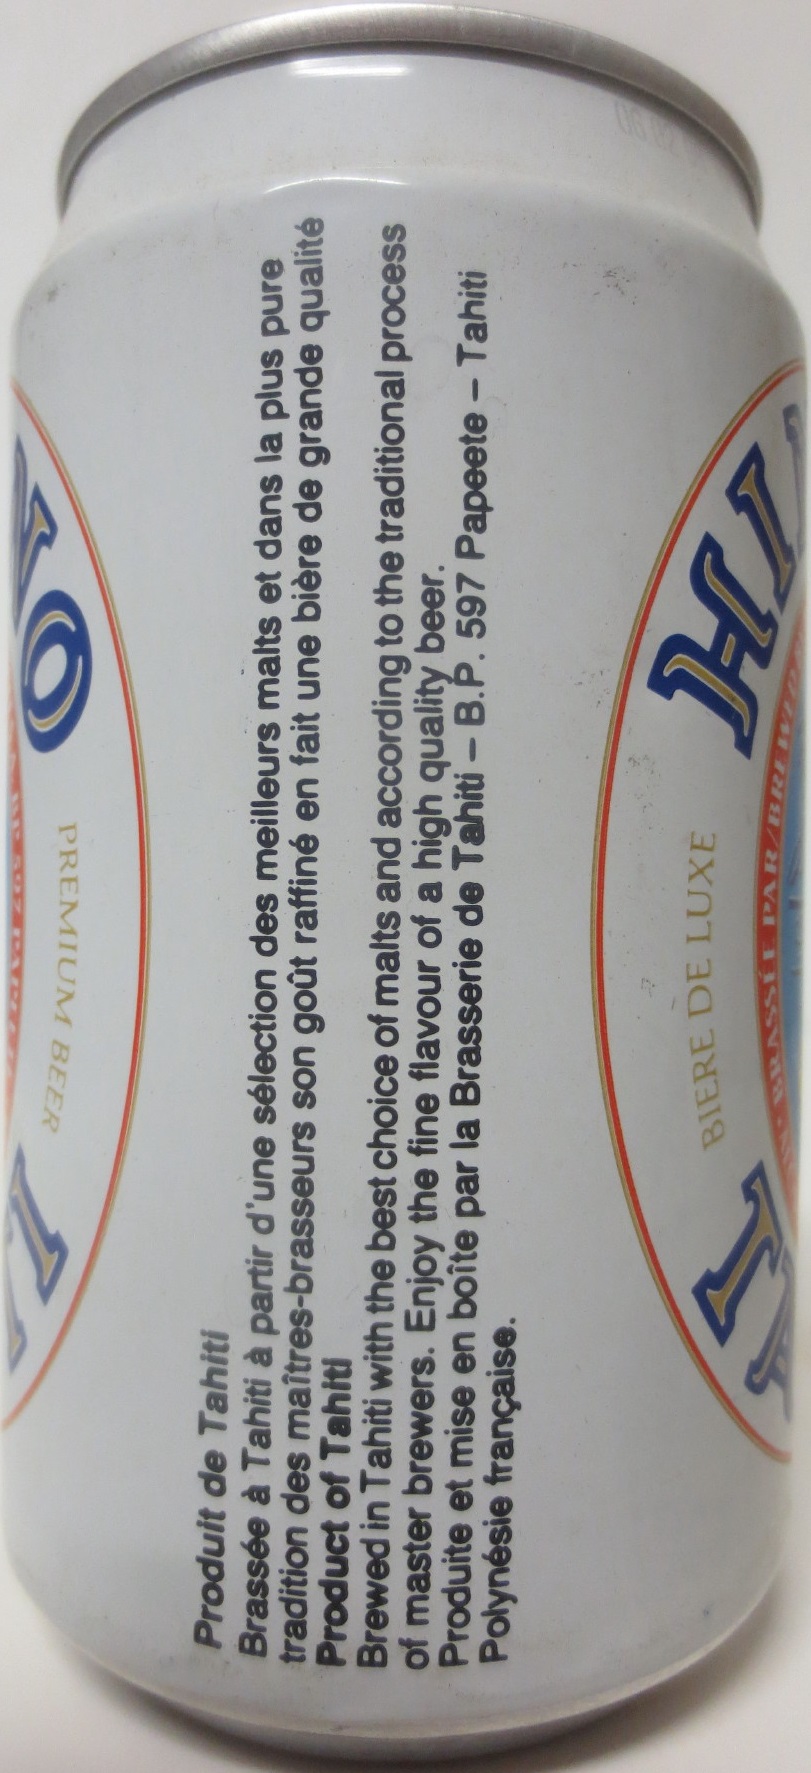 Produit de Tahiti
Brassée à Tahiti à partir d'une sélection des meilleurs malts et dans la plus pure
tradition des maîtres-brasseurs son goût raffiné en fait une bière de grande qualité
Product of Tahiti
Brewed in Tahiti with the best choice of malts and according to the traditional process
of master brewers. Enjoy the fine flavour of a high quality beer.
Produite et mise en boîte par la Brasserie de Tahiti – B.P. 597 Papeete – Tahiti
Polynésie française.
PREMIUM BEER
HI
BIERE DE LUXE
BRASSÉE PAR/BREWED